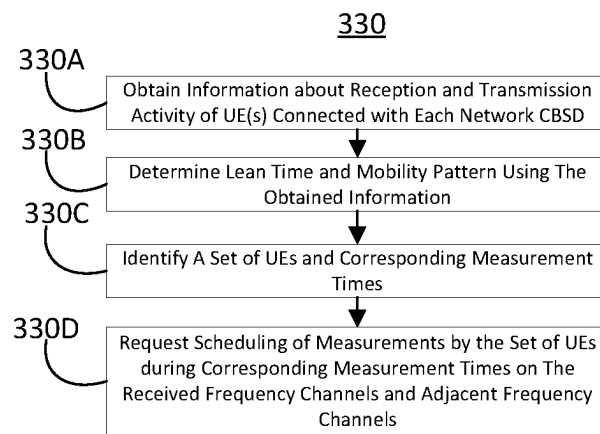 330
330A
Obtain Information about Reception and Transmission
Activity of UE(s) Connected with Each Network CBSD
330B
Determine Lean Time and Mobility Pattern Using The
Obtained Information
330C
Identify A Set of UEs and Corresponding Measurement
Times
330D
Request Scheduling of Measurements by the Set of UEs
during Corresponding Measurement Times on The
Received Frequency Channels and Adjacent Frequency
Channels